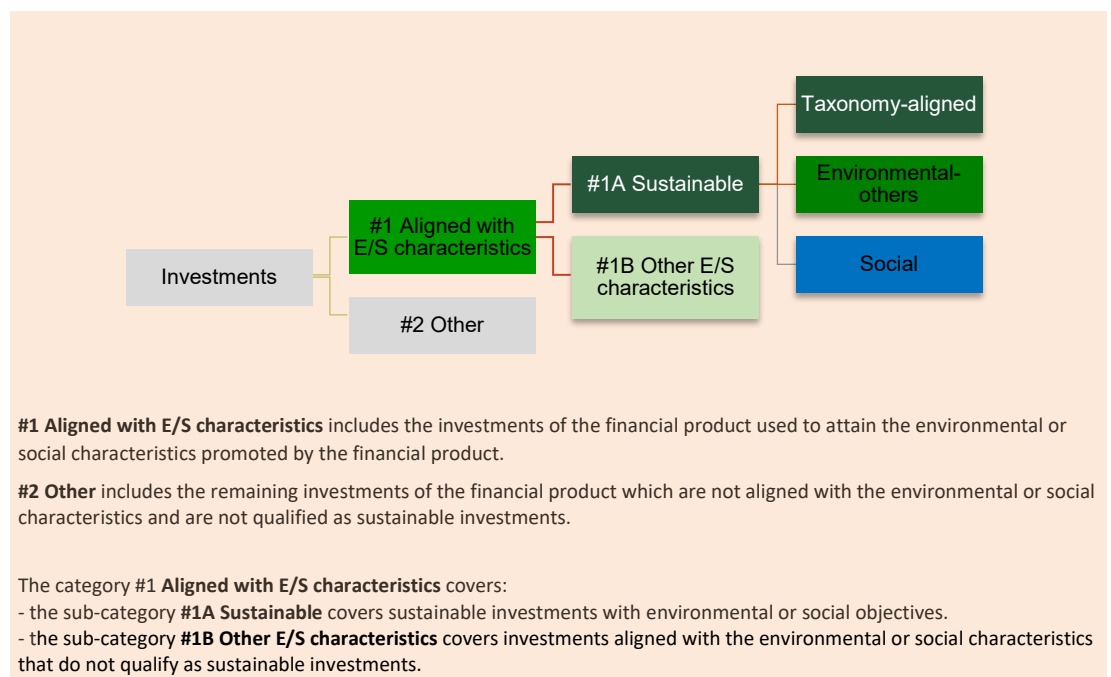 Taxonomy-aligned
#1A Sustainable
Environmental-
others
#1 Aligned with
E/S characteristics
Social
#1B Other E/S
characteristics
Investments
#2 Other
#1 Aligned with E/S characteristics includes the investments of the financial product used to attain the environmental or
social characteristics promoted by the financial product.
#2 Other includes the remaining investments of the financial product which are not aligned with the environmental or social
characteristics and are not qualified as sustainable investments.
The category #1 Aligned with E/S characteristics covers:
- the sub-category #1A Sustainable covers sustainable investments with environmental or social objectives.
- the sub-category #1B Other E/S characteristics covers investments aligned with the environmental or social characteristics
that do not qualify as sustainable investments.